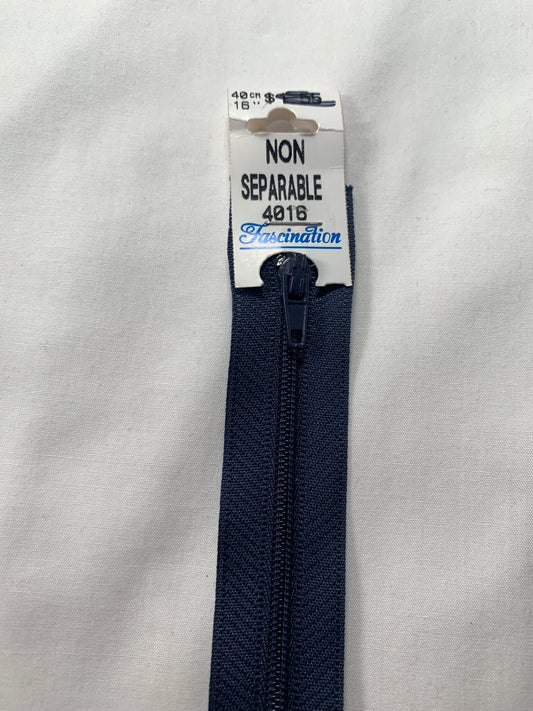 40 CM $
16 "
NON
SEPARABLE
4016
Fascination